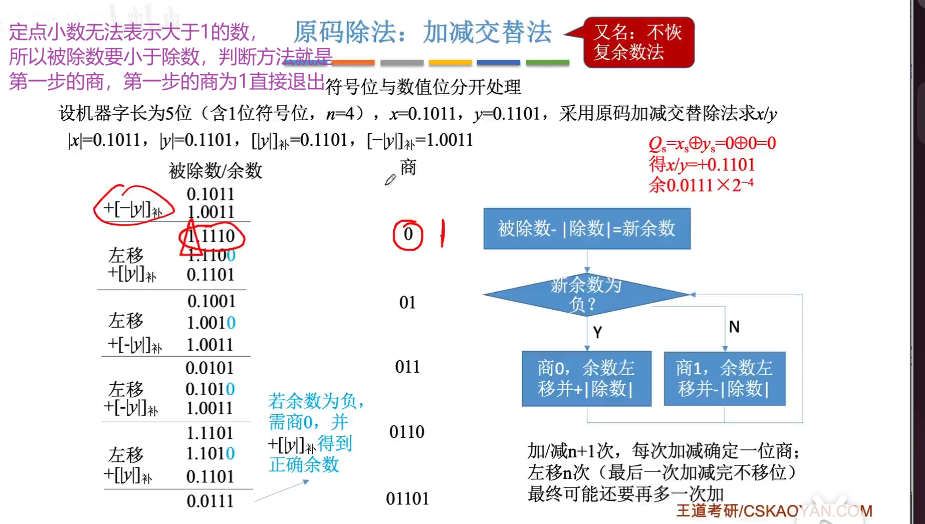 定点小数无法表示大于1的数，
所以被除数要小于除数，判断方法就是
第一步的商，第一步的商为1直接退出
原码除法：加减交替法
又名：不恢
复余数法
符号位与数值位分开处理
设机器字长为5位（含1位符号位，n=4），x=0.1011，y=0.1101，采用原码加减交替除法求x/y
|x|=0.1011，|y|=0.1101，[|y|]补=0.1101，[−|y|]补=1.0011
Qs=xs⊕ys=0⊕0=0
得x/y=+0.1101
余0.0111×2⁻⁴
被除数/余数 商
0.1011
+[−|y|]补 1.0011
1.1110 0 1
左移 1.1100
+[|y|]补 0.1101
0.1001 01
左移 1.0010
+[-|y|]补 1.0011
0.0101 011
左移 0.1010
+[-|y|]补 1.0011
1.1101 0110
左移 1.1010
+[|y|]补 0.1101
0.0111 01101
若余数为负，
需商0，并
+[|y|]补得到
正确余数
被除数-|除数|=新余数
新余数为
负？
Y
N
商0，余数左
移并+|除数|
商1，余数左
移并-|除数|
加/减n+1次，每次加减确定一位商；
左移n次（最后一次加减完不移位）
最终可能还要再多一次加
王道考研/CSKAOYAN.COM